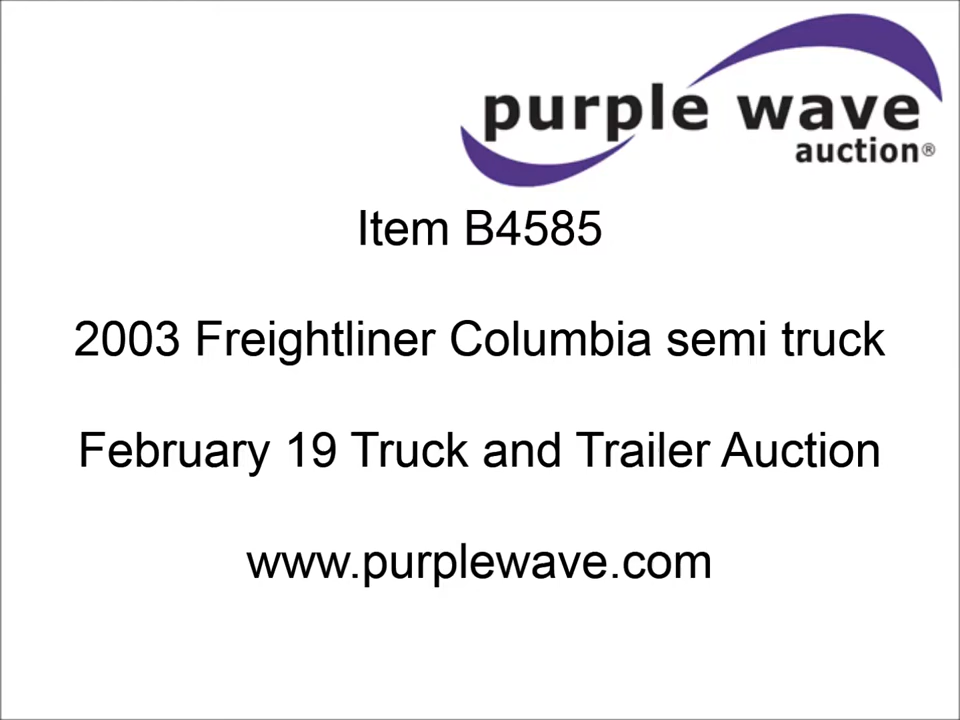 purple wave
auction®
Item B4585
2003 Freightliner Columbia semi truck
February 19 Truck and Trailer Auction
www.purplewave.com